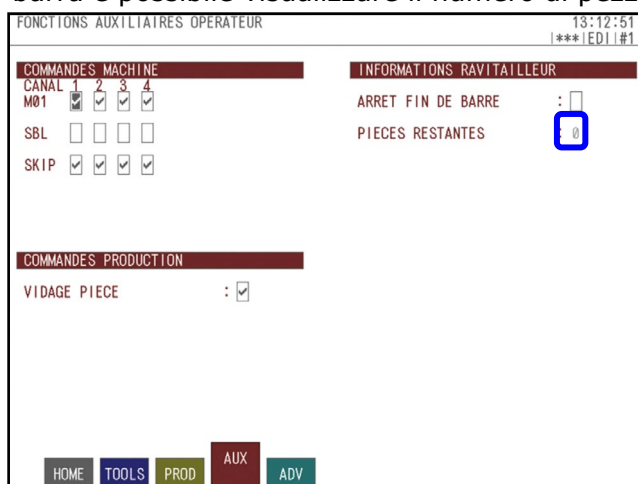 barra è possibile visualizzare il numero di pezzi
FONCTIONS AUXILIAIRES OPERATEUR 13:12:51
|***|EDI||#1
COMMANDES MACHINE
CANAL 1 2 3 4
M01
SBL
SKIP
INFORMATIONS RAVITAILLEUR
ARRET FIN DE BARRE :
PIECES RESTANTES : 0
COMMANDES PRODUCTION
VIDAGE PIECE :
HOME TOOLS PROD AUX ADV